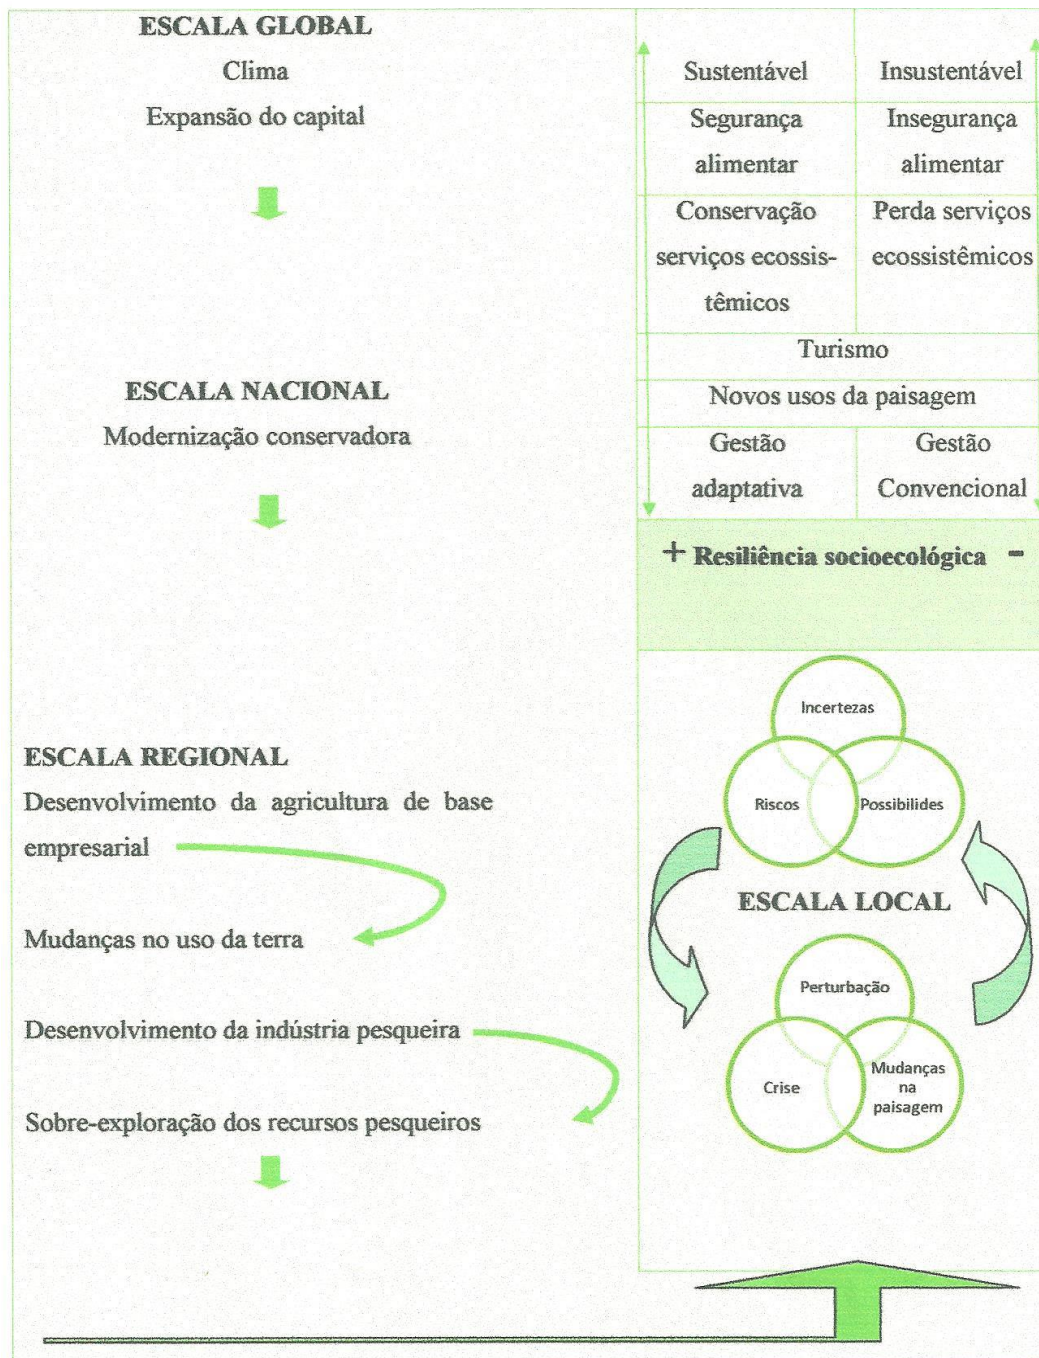 ESCALA GLOBAL
Clima
Expansão do capital
ESCALA NACIONAL
Modernização conservadora
ESCALA REGIONAL
Desenvolvimento da agricultura de base
empresarial
Mudanças no uso da terra
Desenvolvimento da indústria pesqueira
Sobre-exploração dos recursos pesqueiros
Sustentável
Insustentável
Segurança
alimentar
Insegurança
alimentar
Conservação
serviços ecossis-
têmicos
Perda serviços
ecossistêmicos
Turismo
Novos usos da paisagem
Gestão
adaptativa
Gestão
Convencional
+ Resiliência socioecológica -
Incertezas
Riscos
Possibilides
ESCALA LOCAL
Perturbação
Crise
Mudanças
na
paisagem